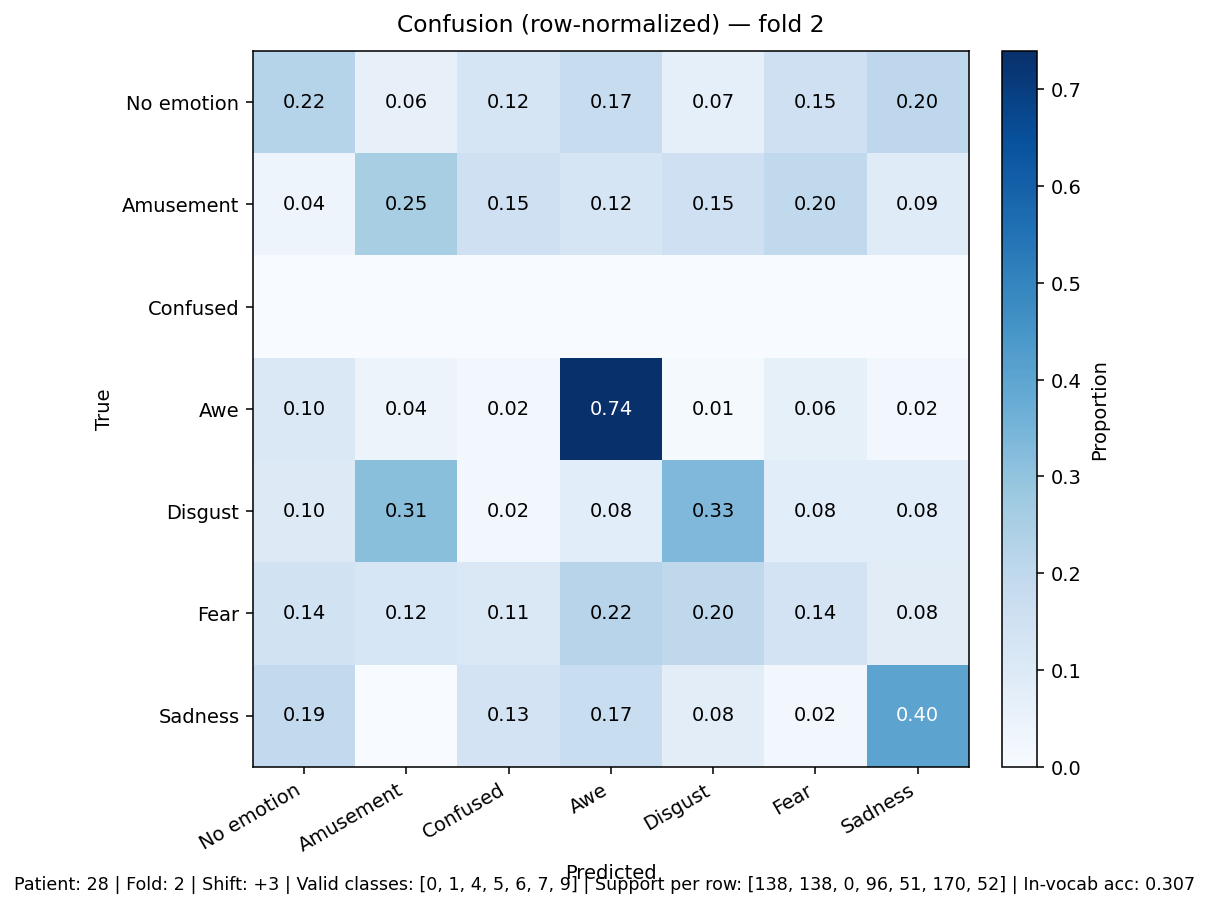 Confusion (row-normalized) — fold 2
No emotion 0.22 0.06 0.12 0.17 0.07 0.15 0.20
Amusement 0.04 0.25 0.15 0.12 0.15 0.20 0.09
Confused
Awe 0.10 0.04 0.02 0.74 0.01 0.06 0.02
Disgust 0.10 0.31 0.02 0.08 0.33 0.08 0.08
Fear 0.14 0.12 0.11 0.22 0.20 0.14 0.08
Sadness 0.19 0.13 0.17 0.08 0.02 0.40
True
No emotion Amusement Confused Awe Disgust Fear Sadness
Predicted
0.7
0.6
0.5
0.4
0.3
0.2
0.1
0.0
Proportion
Patient: 28 | Fold: 2 | Shift: +3 | Valid classes: [0, 1, 4, 5, 6, 7, 9] | Support per row: [138, 138, 0, 96, 51, 170, 52] | In-vocab acc: 0.307